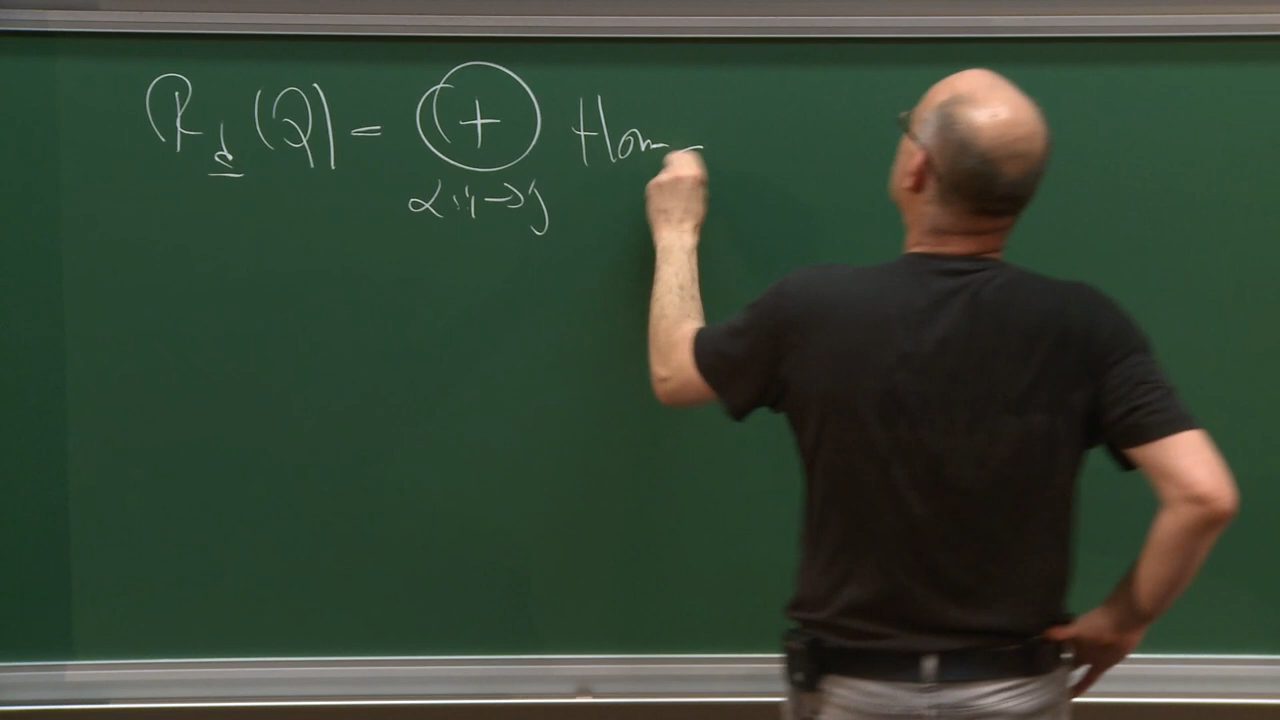 R_d(Q) = ⊕ Hom
α:i→j